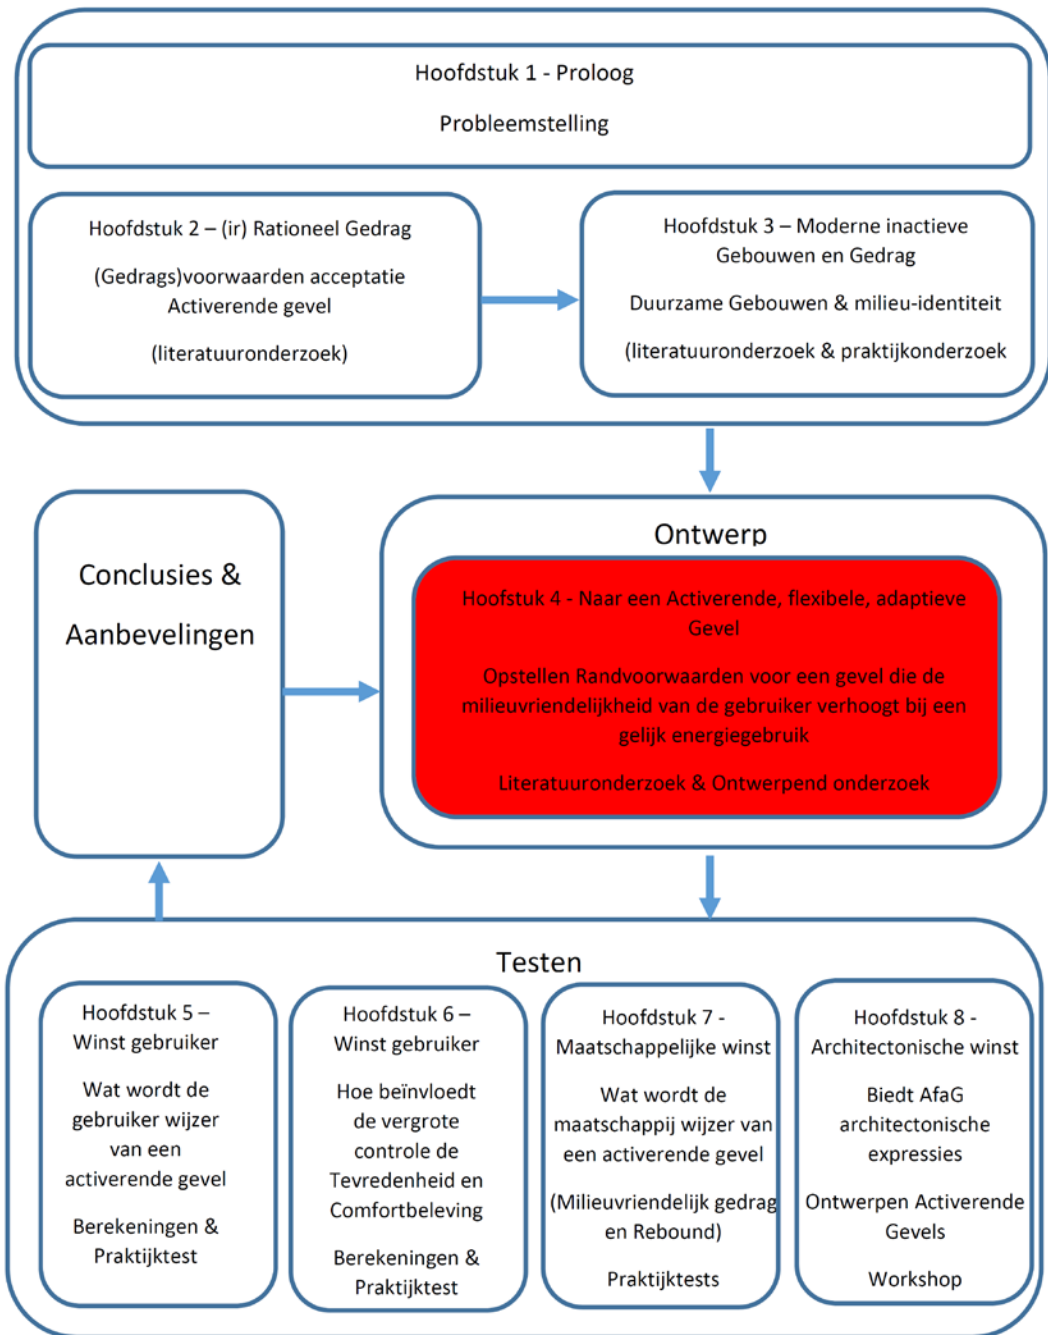 Hoofdstuk 1 - Proloog
Probleemstelling
Hoofdstuk 2 – (ir) Rationeel Gedrag
(Gedrags)voorwaarden acceptatie
Activerende gevel
(literatuuronderzoek)
Hoofdstuk 3 – Moderne inactieve
Gebouwen en Gedrag
Duurzame Gebouwen & milieu-identiteit
(literatuuronderzoek & praktijkonderzoek
Conclusies &
Aanbevelingen
Ontwerp
Hoofstuk 4 - Naar een Activerende, flexibele, adaptieve
Gevel
Opstellen Randvoorwaarden voor een gevel die de
milieuvriendelijkheid van de gebruiker verhoogt bij een
gelijk energiegebruik
Literatuuronderzoek & Ontwerpend onderzoek
Testen
Hoofdstuk 5 –
Winst gebruiker
Wat wordt de
gebruiker wijzer
van een
activerende gevel
Berekeningen &
Praktijktest
Hoofdstuk 6 –
Winst gebruiker
Hoe beïnvloedt
de vergrote
controle de
Tevredenheid en
Comfortbeleving
Berekeningen &
Praktijktest
Hoofdstuk 7 -
Maatschappelijke winst
Wat wordt de
maatschappij wijzer van
een activerende gevel
(Milieuvriendelijk gedrag
en Rebound)
Praktijktests
Hoofdstuk 8 -
Architectonische winst
Biedt AfaG
architectonische
expressies
Ontwerpen Activerende
Gevels
Workshop